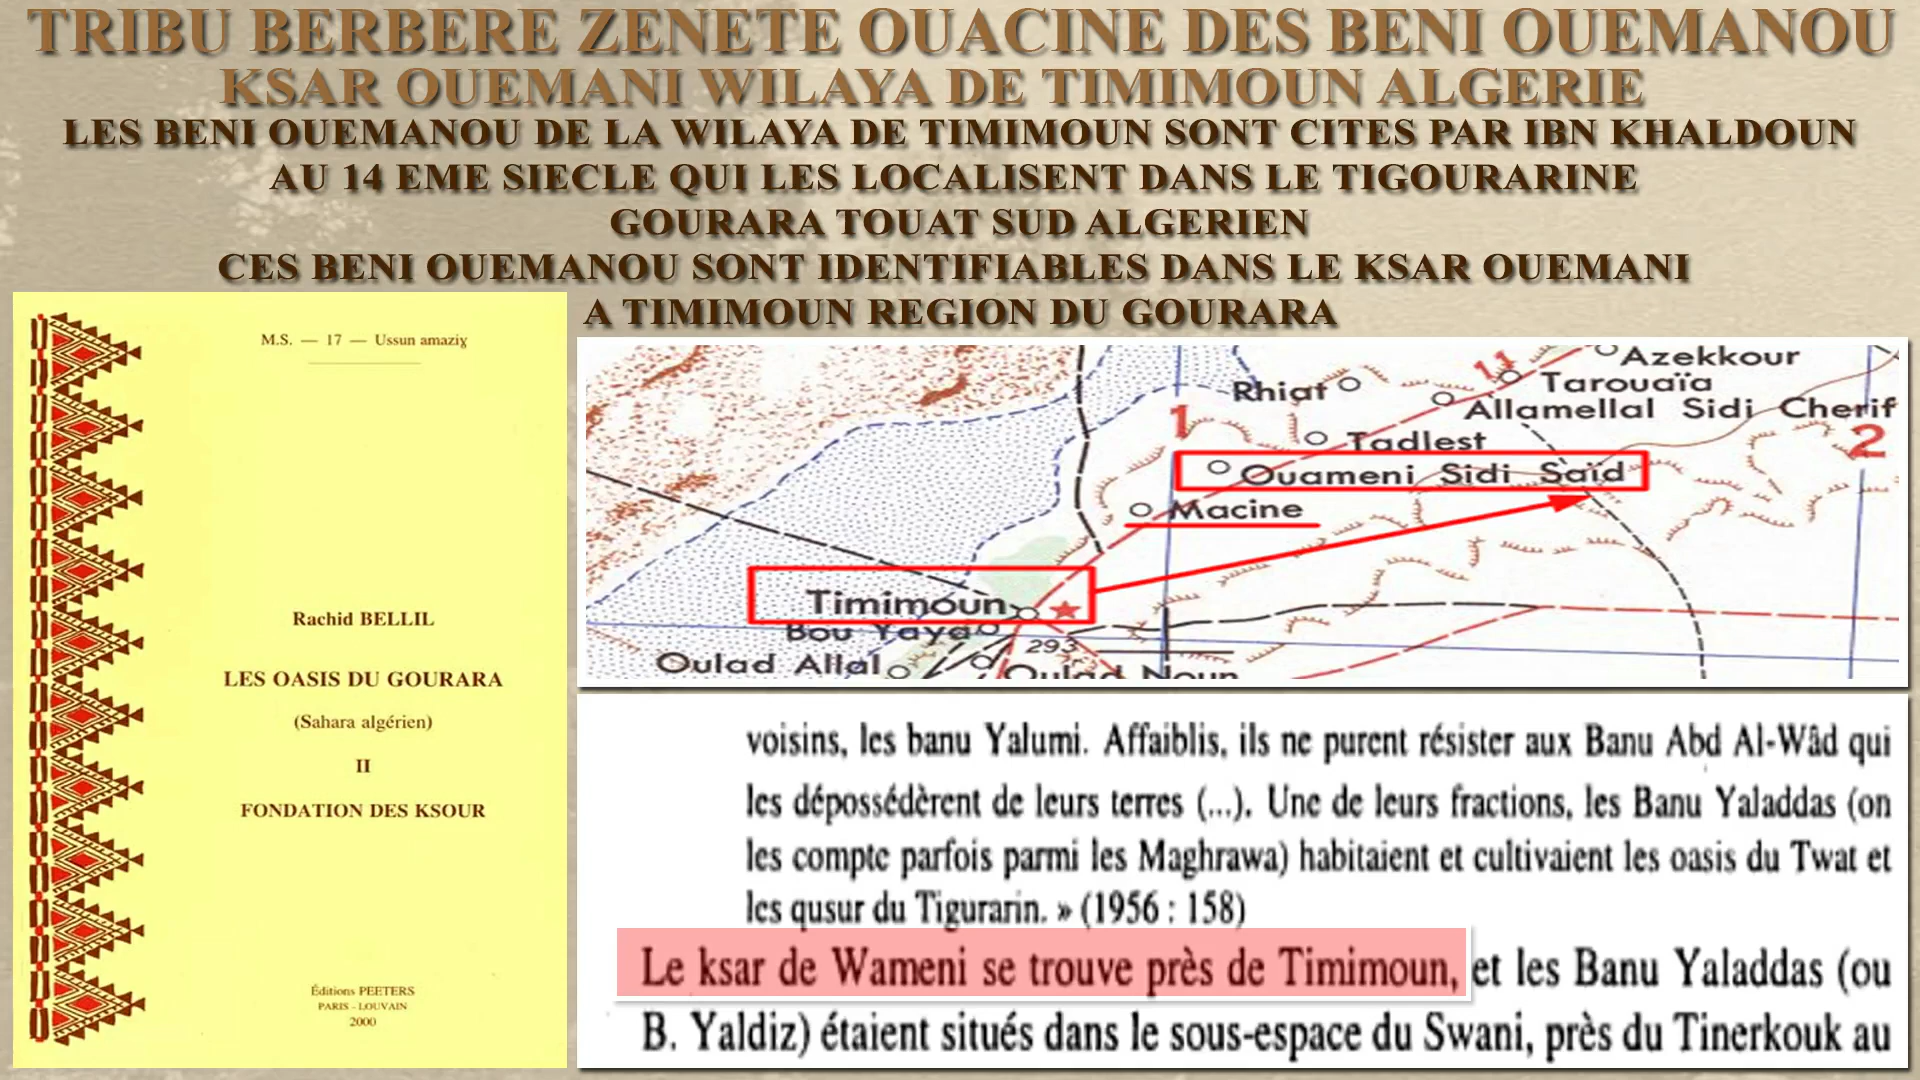 TRIBU BERBERE ZENETE OUACINE DES BENI OUEMANOU
KSAR OUEMANI WILAYA DE TIMIMOUN ALGERIE
LES BENI OUEMANOU DE LA WILAYA DE TIMIMOUN SONT CITES PAR IBN KHALDOUN
AU 14 EME SIECLE QUI LES LOCALISENT DANS LE TIGOURARINE
GOURARA TOUAT SUD ALGERIEN
CES BENI OUEMANOU SONT IDENTIFIABLES DANS LE KSAR OUEMANI
A TIMIMOUN REGION DU GOURARA
M.S. — 17 — Ussun amaziɣ
Rachid BELLIL
LES OASIS DU GOURARA
(Sahara algérien)
II
FONDATION DES KSOUR
Éditions PEETERS
PARIS - LOUVAIN
2000
Azekkour
11
Rhiat
Tarouaïa
Allamellal Sidi Cherif
1
Tadlest
2
Ouameni Sidi Saïd
Macine
Timimoun
Bou Yaya
293
Oulad Allal
Oulad Noun
voisins, les banu Yalumi. Affaiblis, ils ne purent résister aux Banu Abd Al-Wâd qui
les dépossédèrent de leurs terres (...). Une de leurs fractions, les Banu Yaladdas (on
les compte parfois parmi les Maghrawa) habitaient et cultivaient les oasis du Twat et
les qusur du Tigurarin. » (1956 : 158)
Le ksar de Wameni se trouve près de Timimoun, et les Banu Yaladdas (ou
B. Yaldiz) étaient situés dans le sous-espace du Swani, près du Tinerkouk au